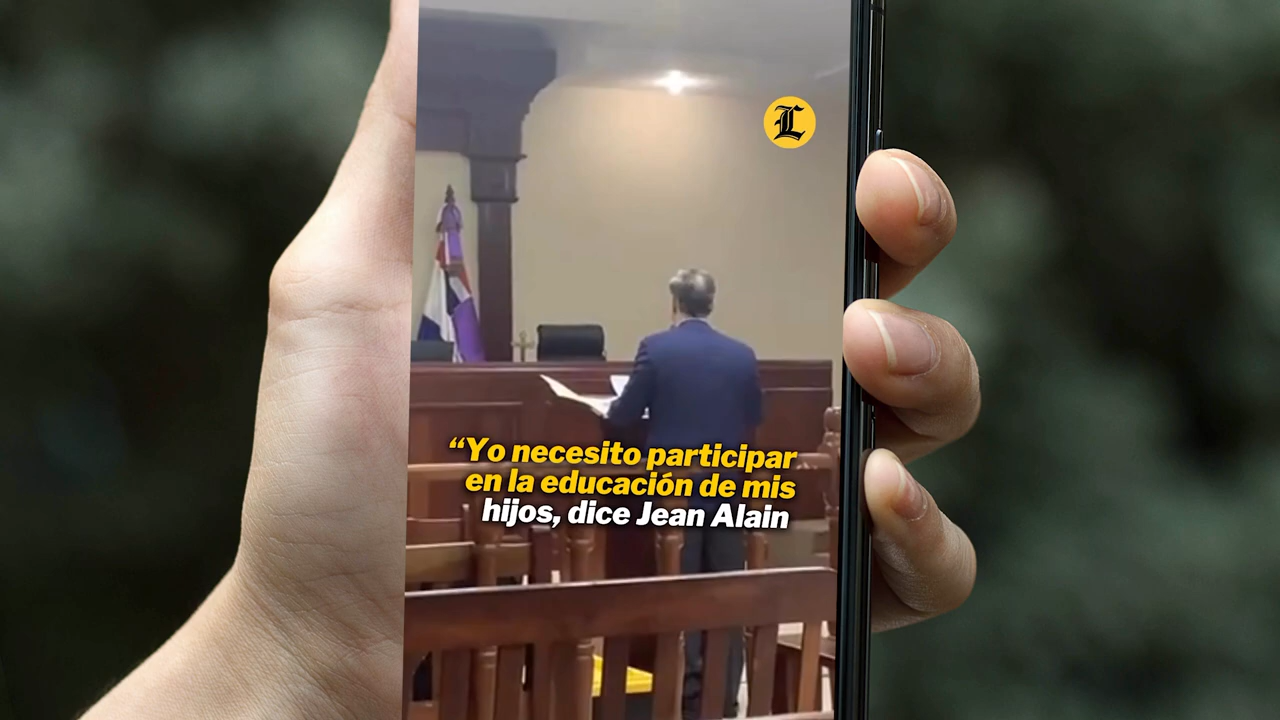 L
“Yo necesito participar
en la educación de mis
hijos, dice Jean Alain